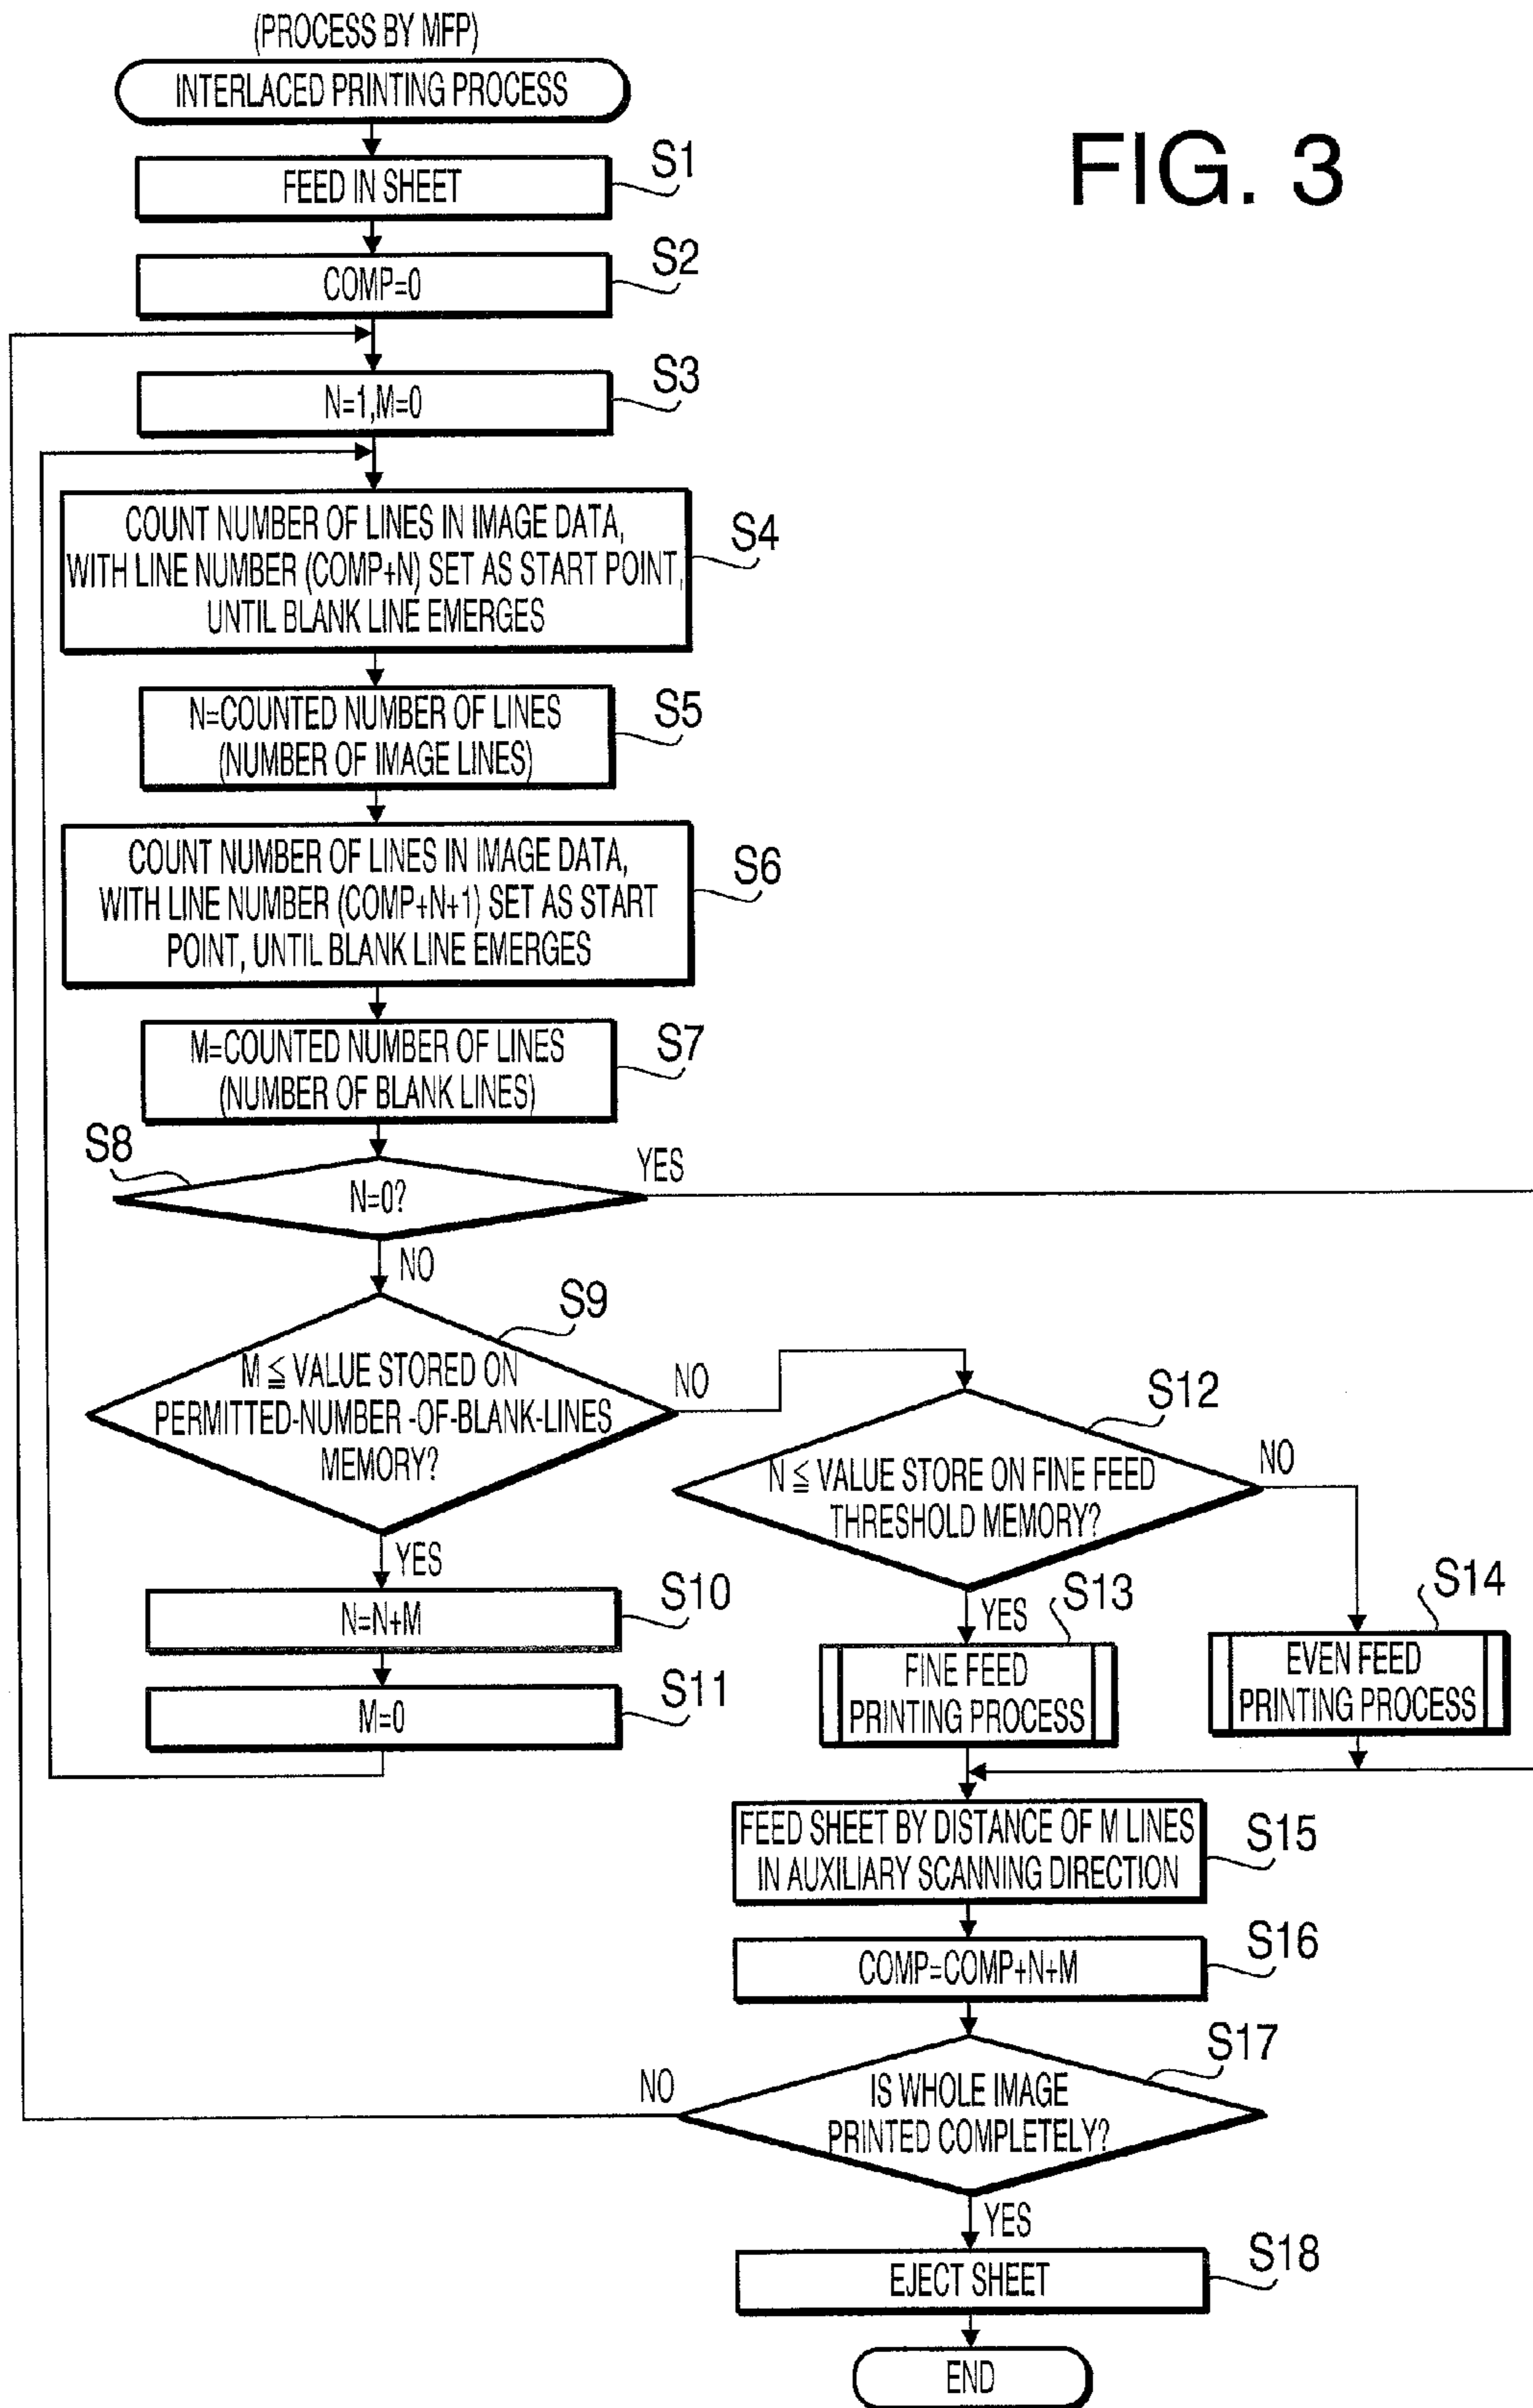 (PROCESS BY MFP)
INTERLACED PRINTING PROCESS
FIG. 3
FEED IN SHEET
S1
COMP=0
S2
N=1,M=0
S3
COUNT NUMBER OF LINES IN IMAGE DATA,
WITH LINE NUMBER (COMP+N) SET AS START POINT,
UNTIL BLANK LINE EMERGES
S4
N=COUNTED NUMBER OF LINES
(NUMBER OF IMAGE LINES)
S5
COUNT NUMBER OF LINES IN IMAGE DATA,
WITH LINE NUMBER (COMP+N+1) SET AS START
POINT, UNTIL BLANK LINE EMERGES
S6
M=COUNTED NUMBER OF LINES
(NUMBER OF BLANK LINES)
S7
S8
N=0?
YES
NO
S9
M ≦ VALUE STORED ON
PERMITTED-NUMBER -OF-BLANK-LINES
MEMORY?
NO
YES
S12
N ≦ VALUE STORE ON FINE FEED
THRESHOLD MEMORY?
NO
YES
N=N+M
S10
M=0
S11
S13
FINE FEED
PRINTING PROCESS
S14
EVEN FEED
PRINTING PROCESS
FEED SHEET BY DISTANCE OF M LINES
IN AUXILIARY SCANNING DIRECTION
S15
COMP=COMP+N+M
S16
S17
IS WHOLE IMAGE
PRINTED COMPLETELY?
NO
YES
EJECT SHEET
S18
END